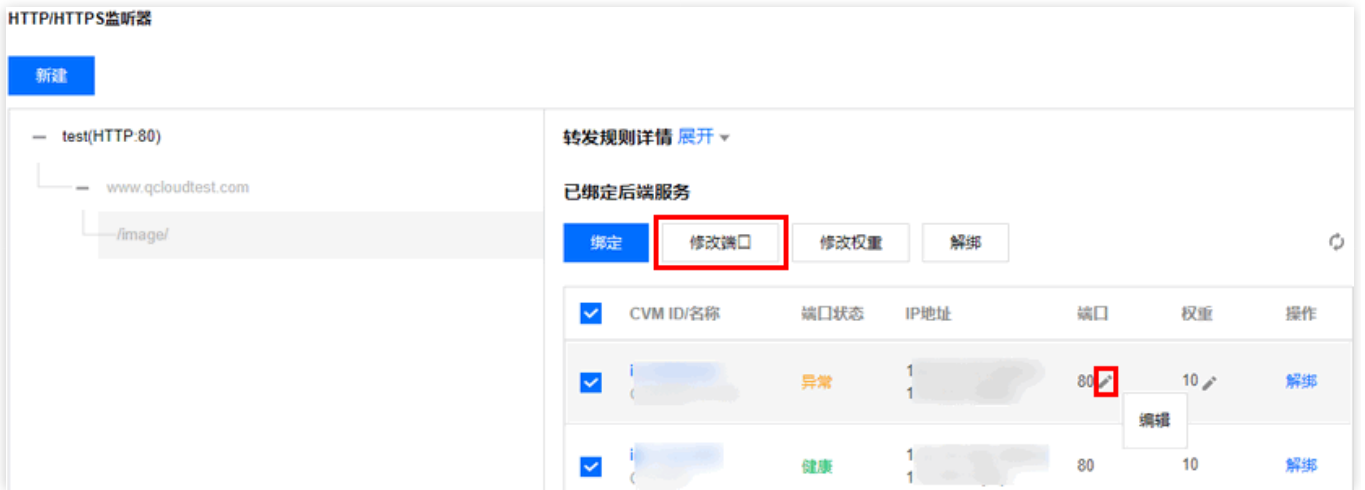 HTTP/HTTPS监听器
新建
test(HTTP:80)
www.qcloudtest.com
/image/
转发规则详情 展开
已绑定后端服务
绑定 修改端口 修改权重 解绑
CVM ID/名称 端口状态 IP地址 端口 权重 操作
异常 80 10 解绑
编辑
健康 80 10 解绑